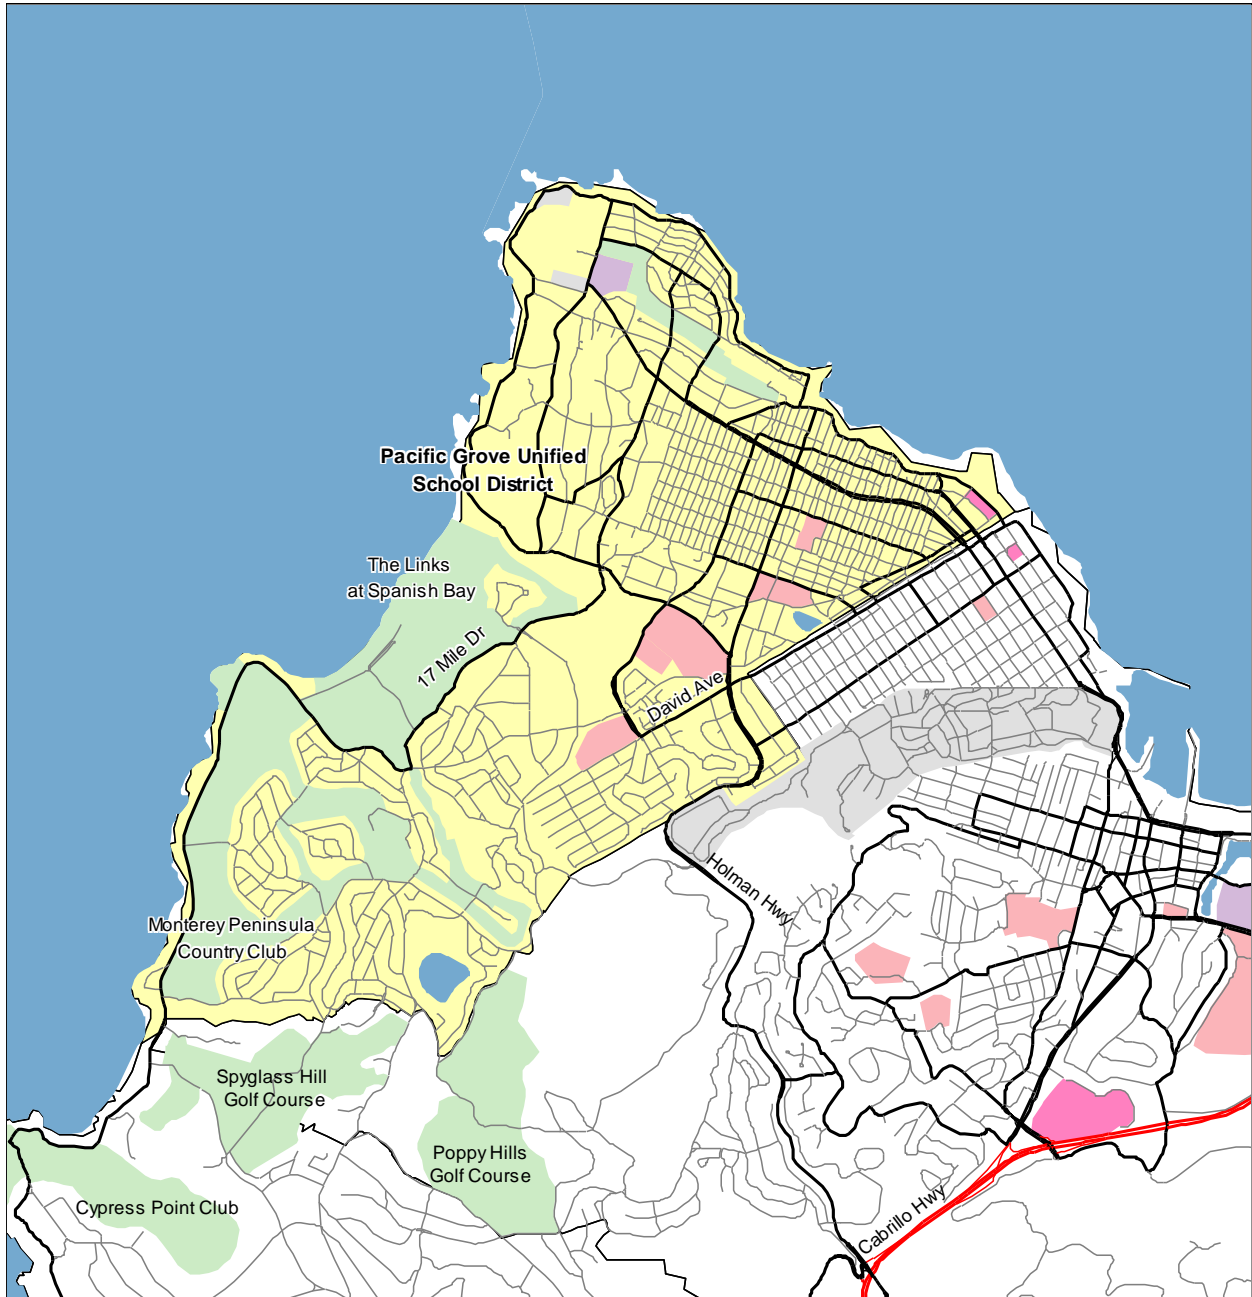 Pacific Grove Unified
School District
The Links
at Spanish Bay
17 Mile Dr
David Ave
Holman Hwy
Monterey Peninsula
Country Club
Spyglass Hill
Golf Course
Poppy Hills
Golf Course
Cypress Point Club
Cabrillo Hwy